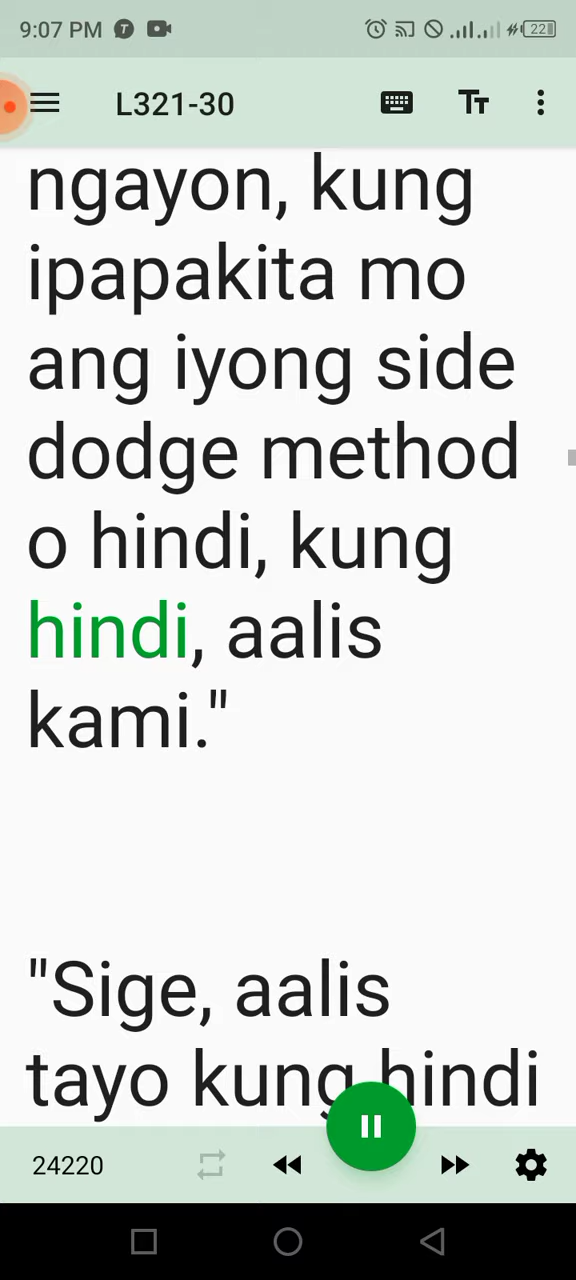 9:07 PM
22
L321-30
ngayon, kung
ipapakita mo
ang iyong side
dodge method
o hindi, kung
hindi, aalis
kami."
"Sige, aalis
tayo kung hindi
24220